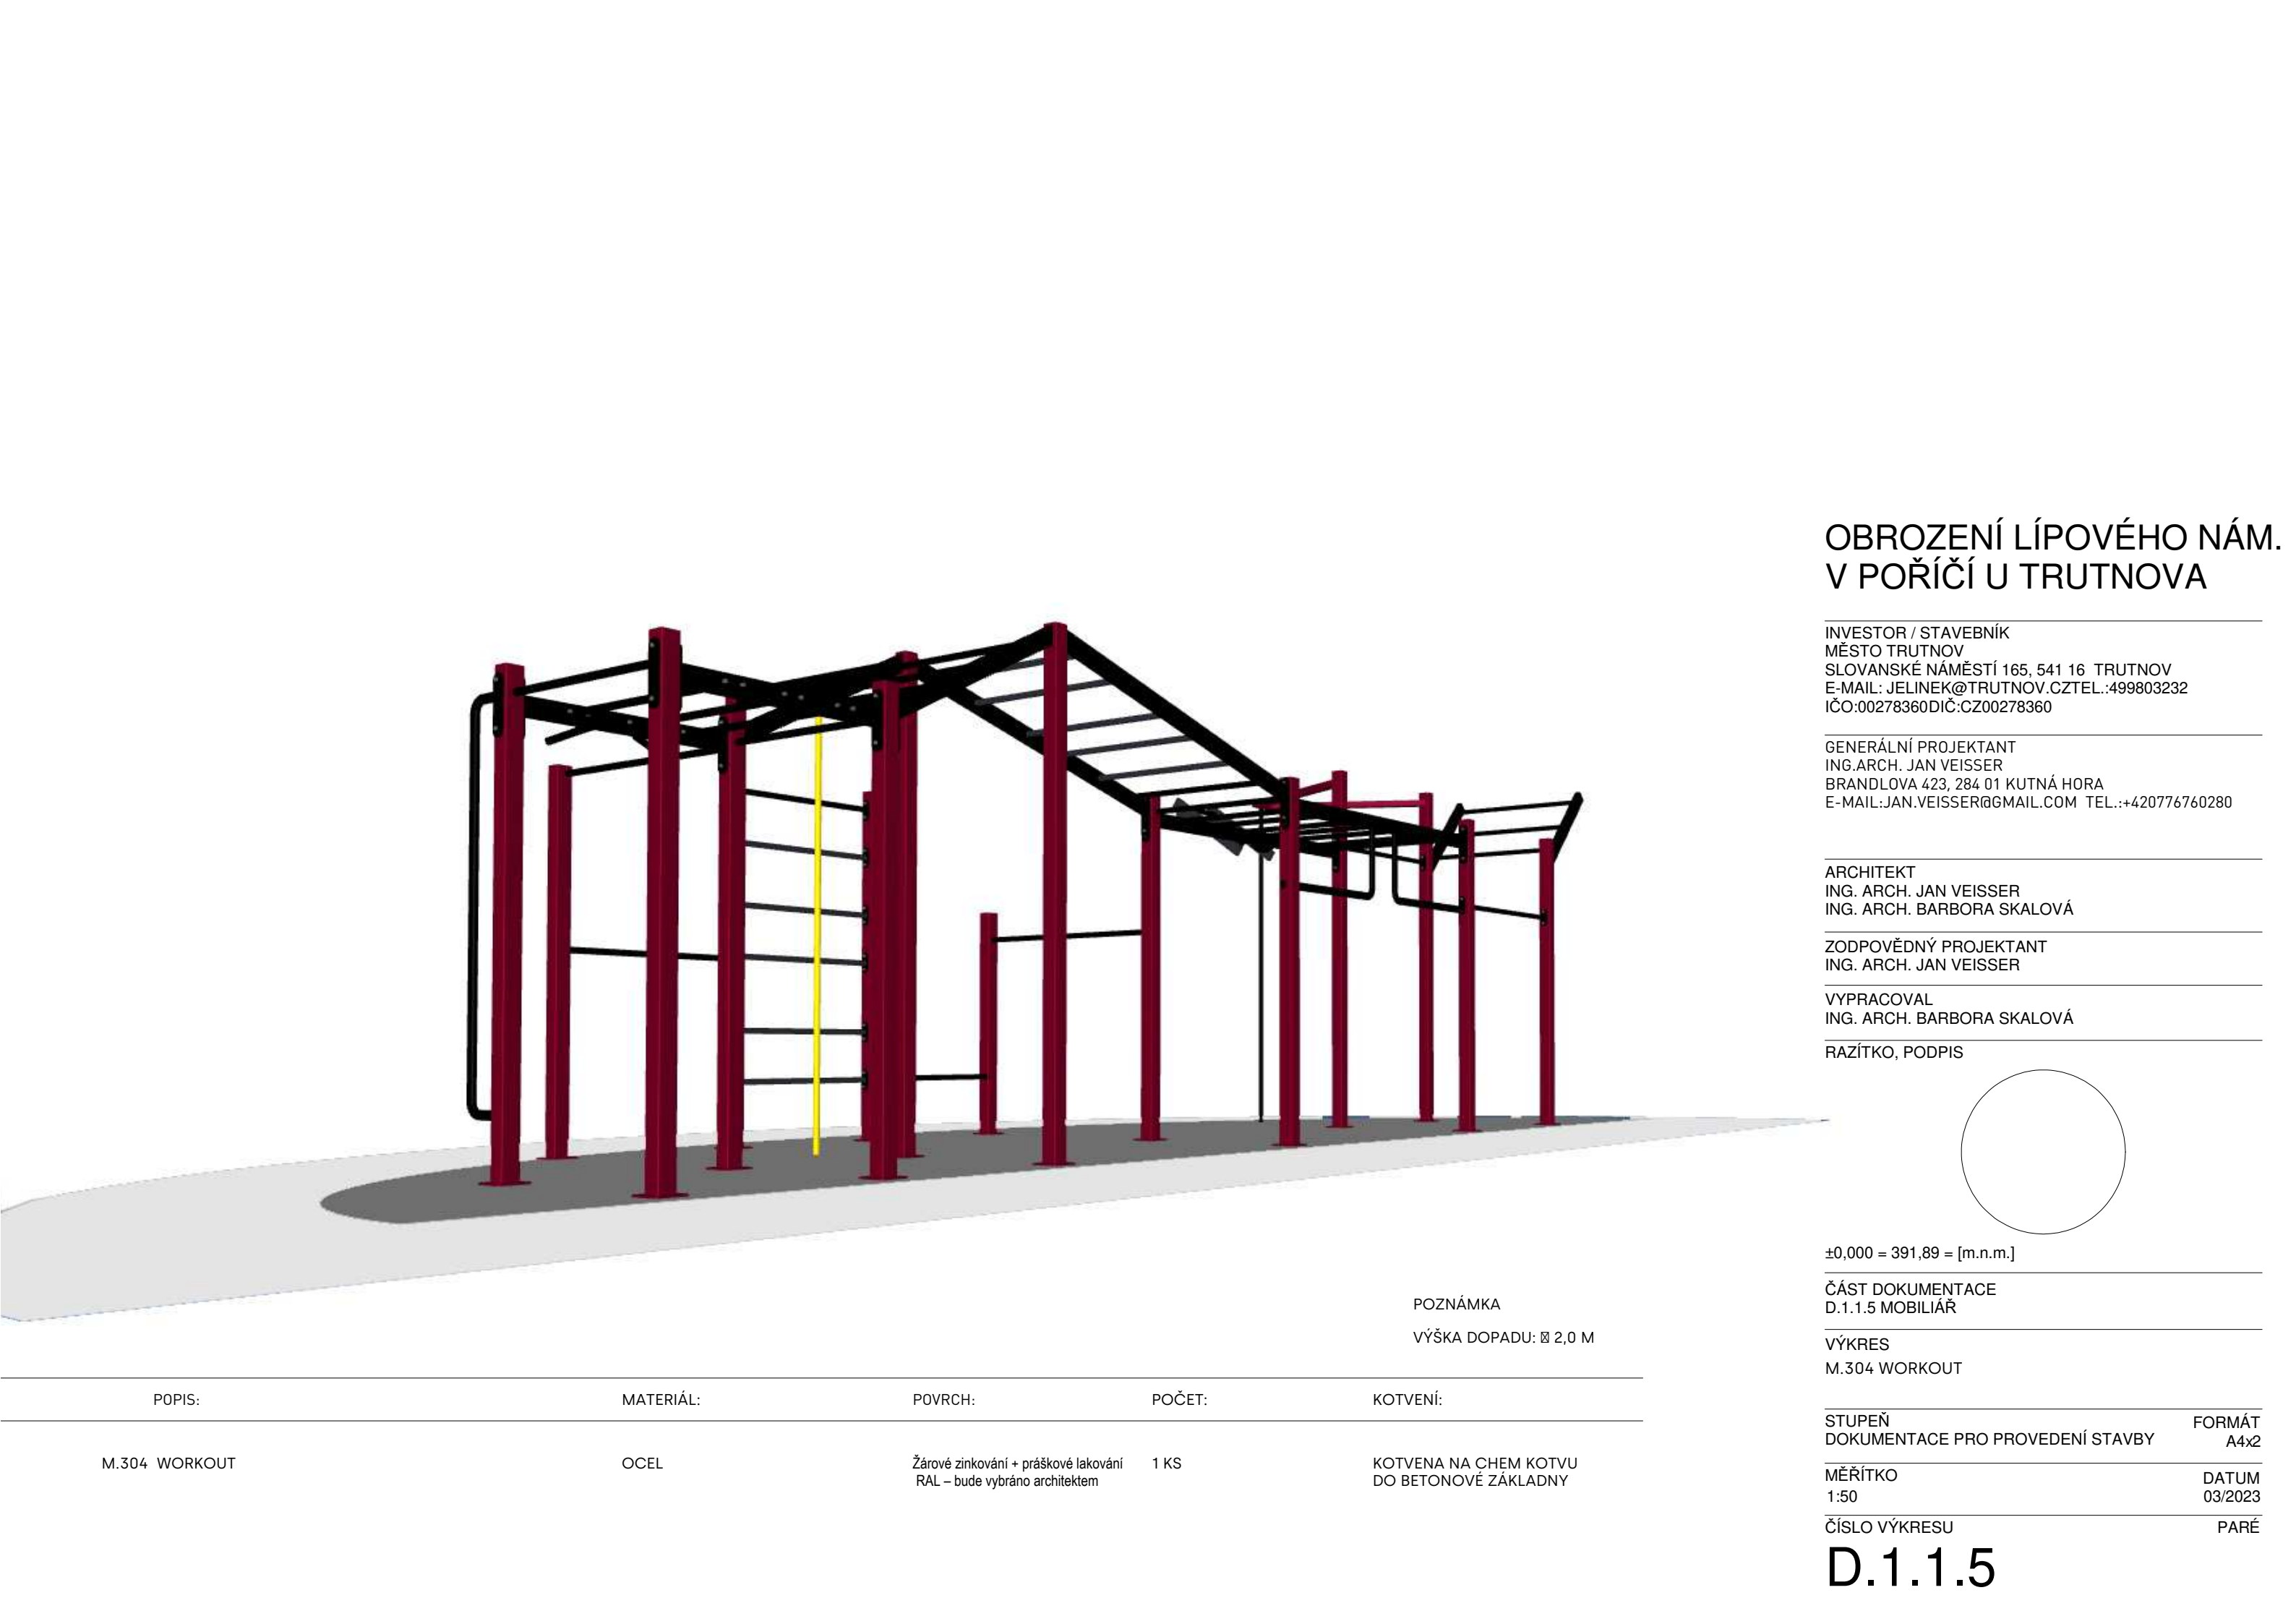 OBROZENÍ LÍPOVÉHO NÁM.
V POŘÍČÍ U TRUTNOVA
INVESTOR / STAVEBNÍK
MĚSTO TRUTNOV
SLOVANSKÉ NÁMĚSTÍ 165, 541 16 TRUTNOV
E-MAIL: JELINEK@TRUTNOV.CZTEL.:499803232
IČO:00278360DIČ:CZ00278360
GENERÁLNÍ PROJEKTANT
ING.ARCH. JAN VEISSER
BRANDLOVA 423, 284 01 KUTNÁ HORA
E-MAIL:JAN.VEISSER@GMAIL.COM TEL.:+420776760280
ARCHITEKT
ING. ARCH. JAN VEISSER
ING. ARCH. BARBORA SKALOVÁ
ZODPOVĚDNÝ PROJEKTANT
ING. ARCH. JAN VEISSER
VYPRACOVAL
ING. ARCH. BARBORA SKALOVÁ
RAZÍTKO, PODPIS
±0,000 = 391,89 = [m.n.m.]
ČÁST DOKUMENTACE
D.1.1.5 MOBILIÁŘ
VÝKRES
M.304 WORKOUT
STUPEŇ FORMÁT
DOKUMENTACE PRO PROVEDENÍ STAVBY A4x2
MĚŘÍTKO DATUM
1:50 03/2023
ČÍSLO VÝKRESU PARÉ
D.1.1.5
POZNÁMKA
VÝŠKA DOPADU: 2,0 M
POPIS: MATERIÁL: POVRCH: POČET: KOTVENÍ:
M.304 WORKOUT OCEL Žárové zinkování + práškové lakování 1 KS KOTVENA NA CHEM KOTVU
RAL – bude vybráno architektem DO BETONOVÉ ZÁKLADNY